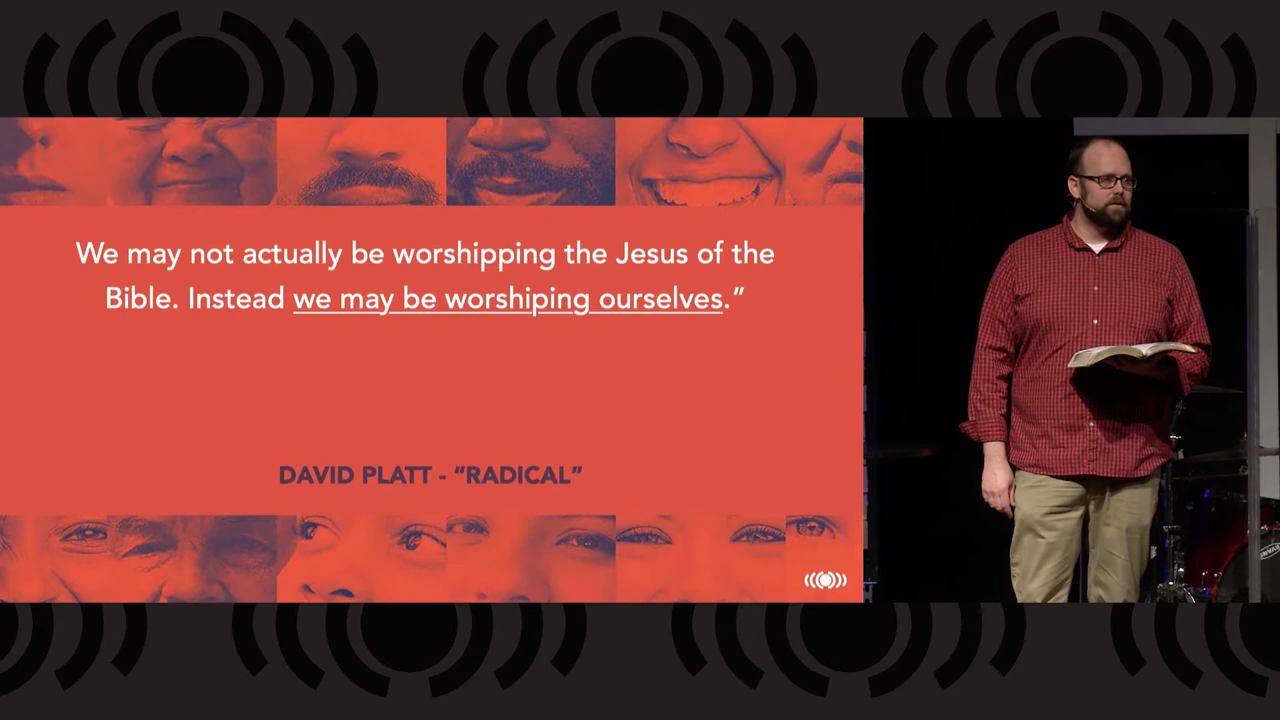 We may not actually be worshipping the Jesus of the
Bible. Instead we may be worshiping ourselves.”
DAVID PLATT - “RADICAL”
EVANS